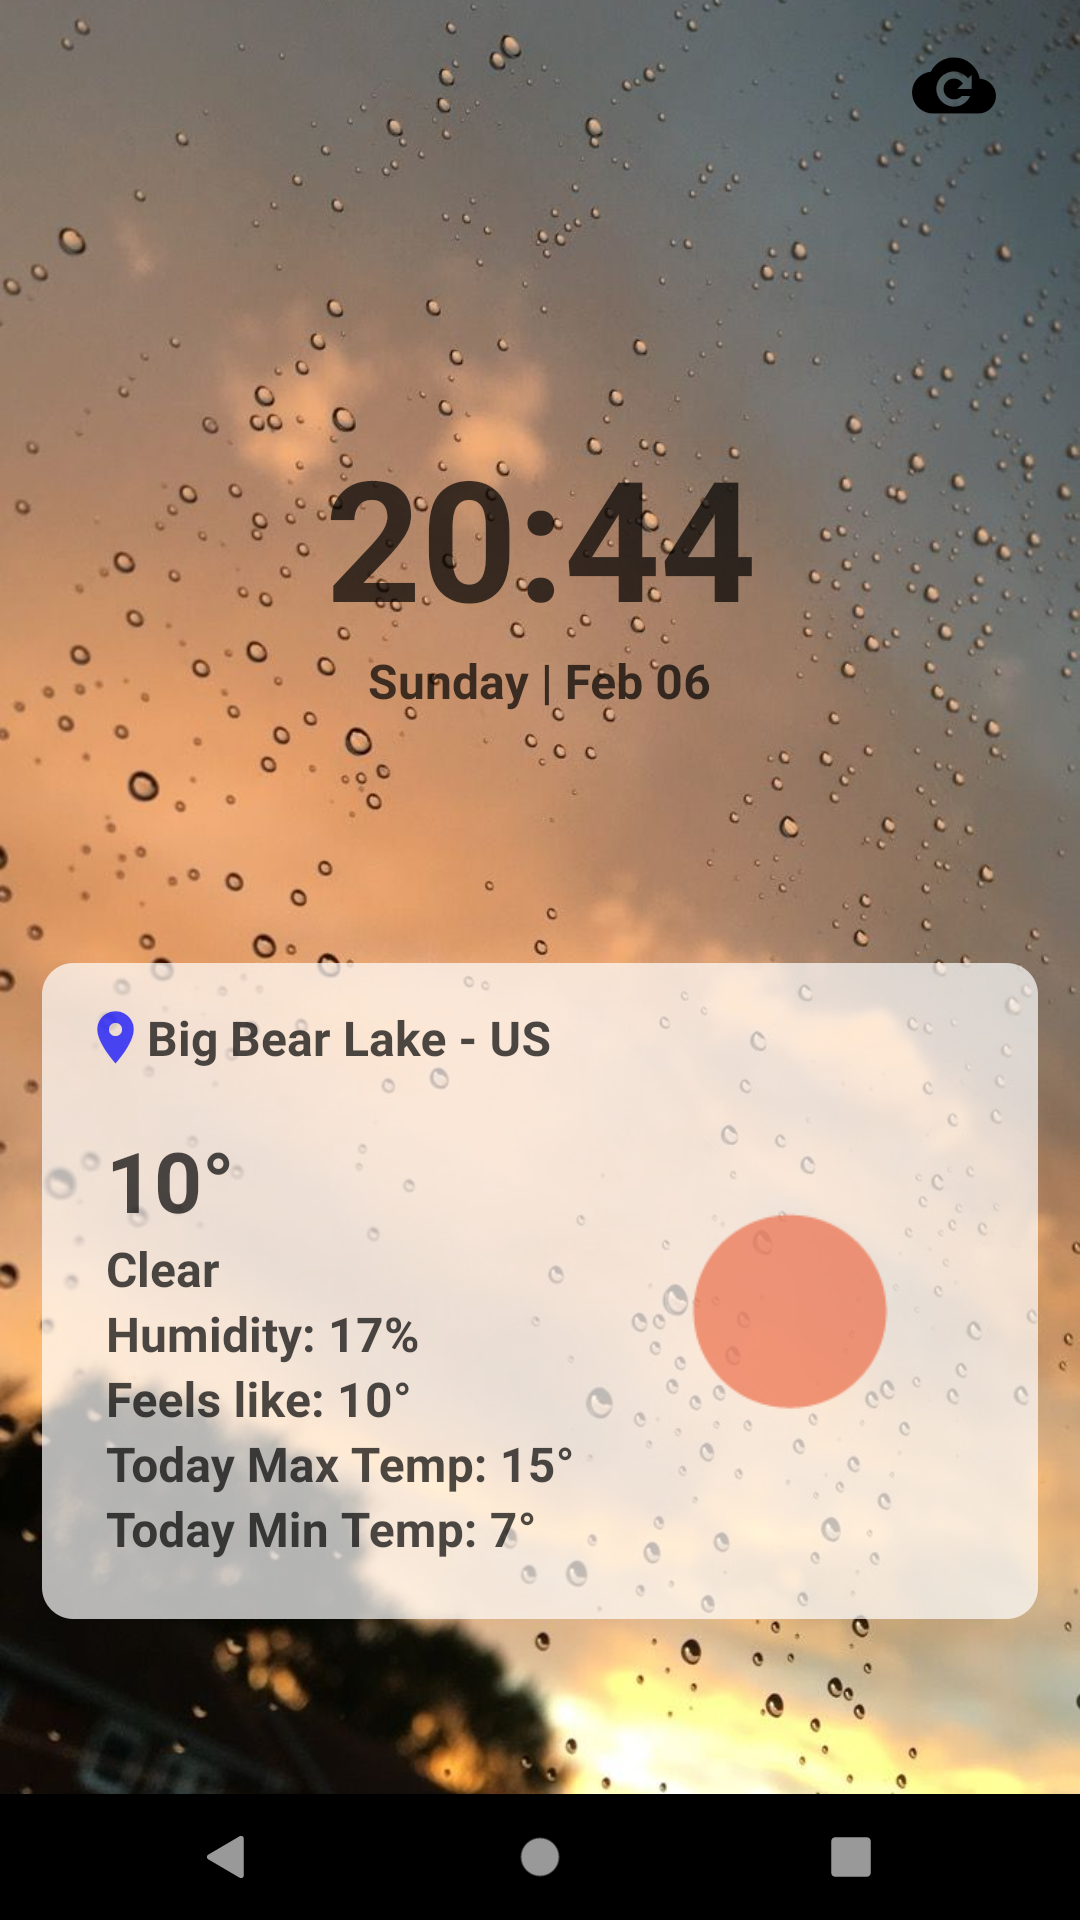 20:44
Sunday | Feb 06
Big Bear Lake - US
10°
Clear
Humidity: 17%
Feels like: 10°
Today Max Temp: 15°
Today Min Temp: 7°